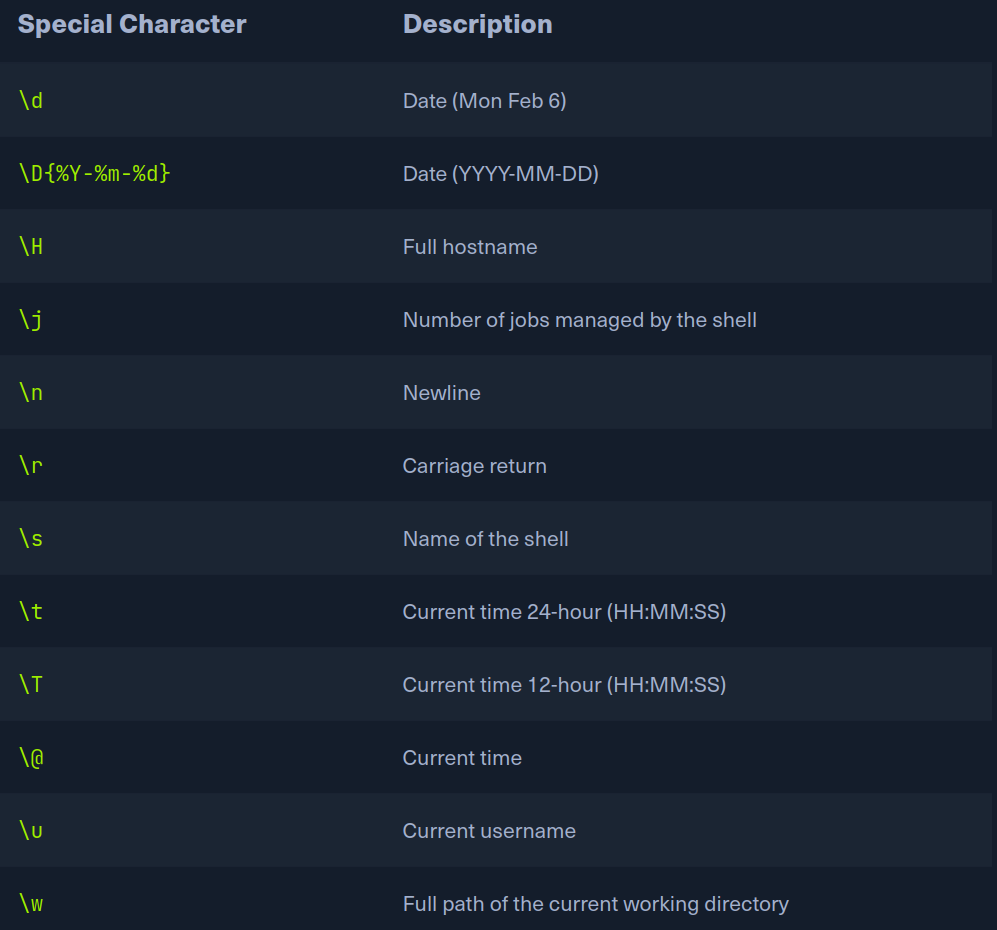 Special Character Description
\d Date (Mon Feb 6)
\D{%Y-%m-%d} Date (YYYY-MM-DD)
\H Full hostname
\j Number of jobs managed by the shell
\n Newline
\r Carriage return
\s Name of the shell
\t Current time 24-hour (HH:MM:SS)
\T Current time 12-hour (HH:MM:SS)
\@ Current time
\u Current username
\w Full path of the current working directory